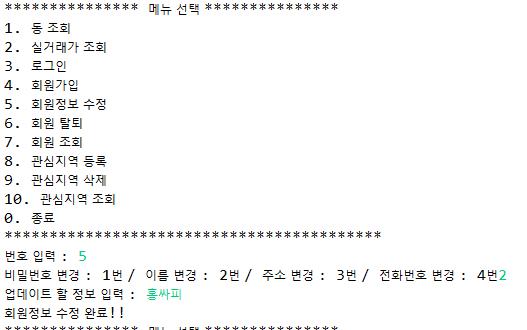 *************** 메뉴 선택 ***************
1. 동 조회
2. 실거래가 조회
3. 로그인
4. 회원가입
5. 회원정보 수정
6. 회원 탈퇴
7. 회원 조회
8. 관심지역 등록
9. 관심지역 삭제
10. 관심지역 조회
0. 종료
******************************************
번호 입력 : 5
비밀번호 변경 : 1번 / 이름 변경 : 2번 / 주소 변경 : 3번 / 전화번호 변경 : 4번2
업데이트 할 정보 입력 : 홍싸피
회원정보 수정 완료!!
*************** 메뉴 선택 ***************